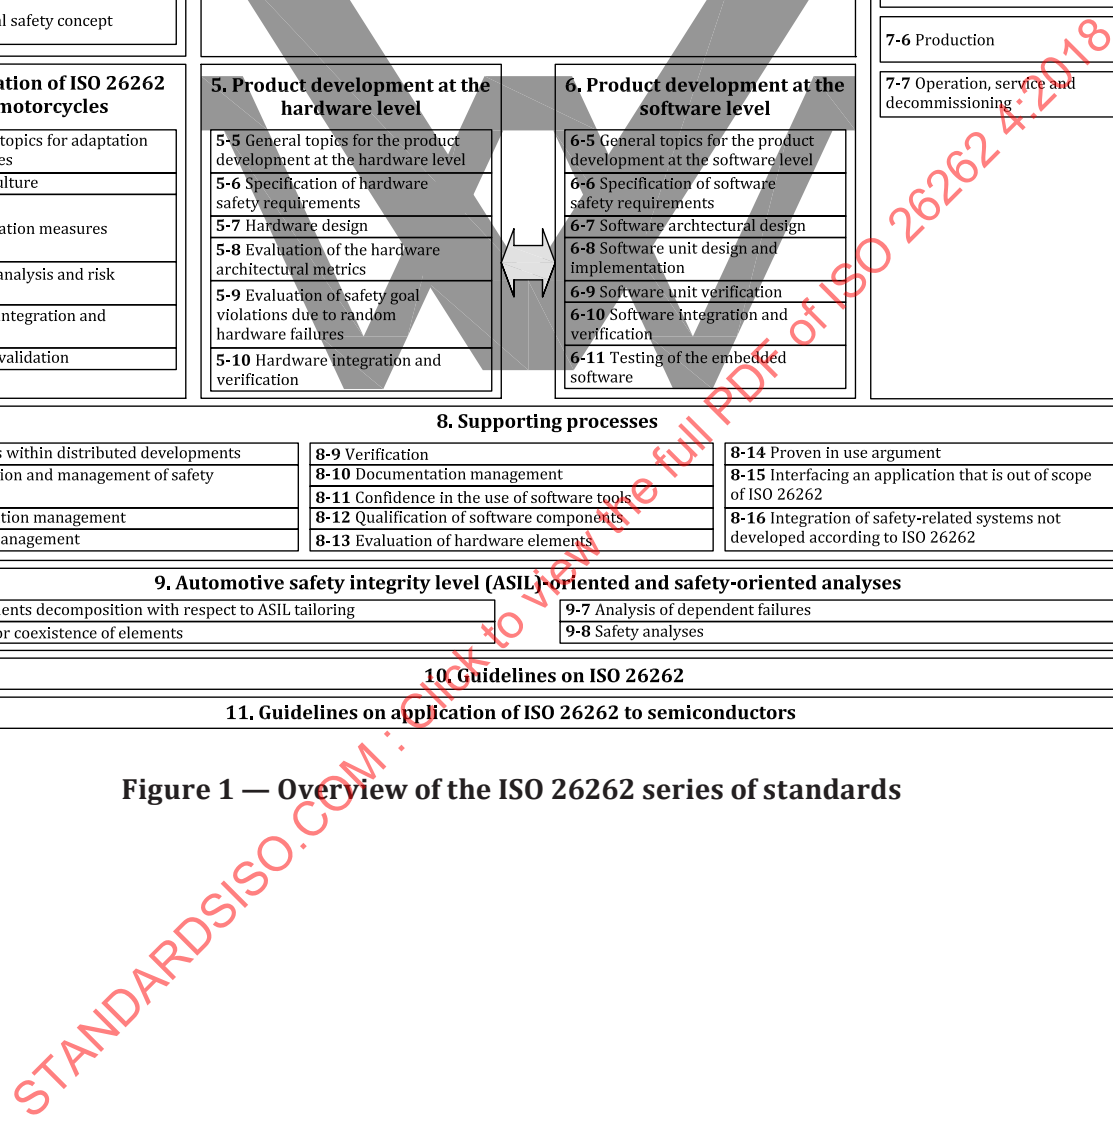 al safety concept
7-6 Production
7-7 Operation, service and
decommissioning
ation of ISO 26262
motorcycles
topics for adaptation
es
ulture
ation measures
analysis and risk
ntegration and
validation
5. Product development at the
hardware level
5-5 General topics for the product
development at the hardware level
5-6 Specification of hardware
safety requirements
5-7 Hardware design
5-8 Evaluation of the hardware
architectural metrics
5-9 Evaluation of safety goal
violations due to random
hardware failures
5-10 Hardware integration and
verification
6. Product development at the
software level
6-5 General topics for the product
development at the software level
6-6 Specification of software
safety requirements
6-7 Software archtectural design
6-8 Software unit design and
implementation
6-9 Software unit verification
6-10 Software integration and
verification
6-11 Testing of the embedded
software
8. Supporting processes
s within distributed developments
ion and management of safety
tion management
anagement
8-9 Verification
8-10 Documentation management
8-11 Confidence in the use of software tools
8-12 Qualification of software components
8-13 Evaluation of hardware elements
8-14 Proven in use argument
8-15 Interfacing an application that is out of scope
of ISO 26262
8-16 Integration of safety-related systems not
developed according to ISO 26262
9. Automotive safety integrity level (ASIL)-oriented and safety-oriented analyses
ents decomposition with respect to ASIL tailoring
or coexistence of elements
9-7 Analysis of dependent failures
9-8 Safety analyses
10. Guidelines on ISO 26262
11. Guidelines on application of ISO 26262 to semiconductors
Figure 1 — Overview of the ISO 26262 series of standards
STANDARDSISO.COM : Click to view the full PDF of ISO 26262 4:2018